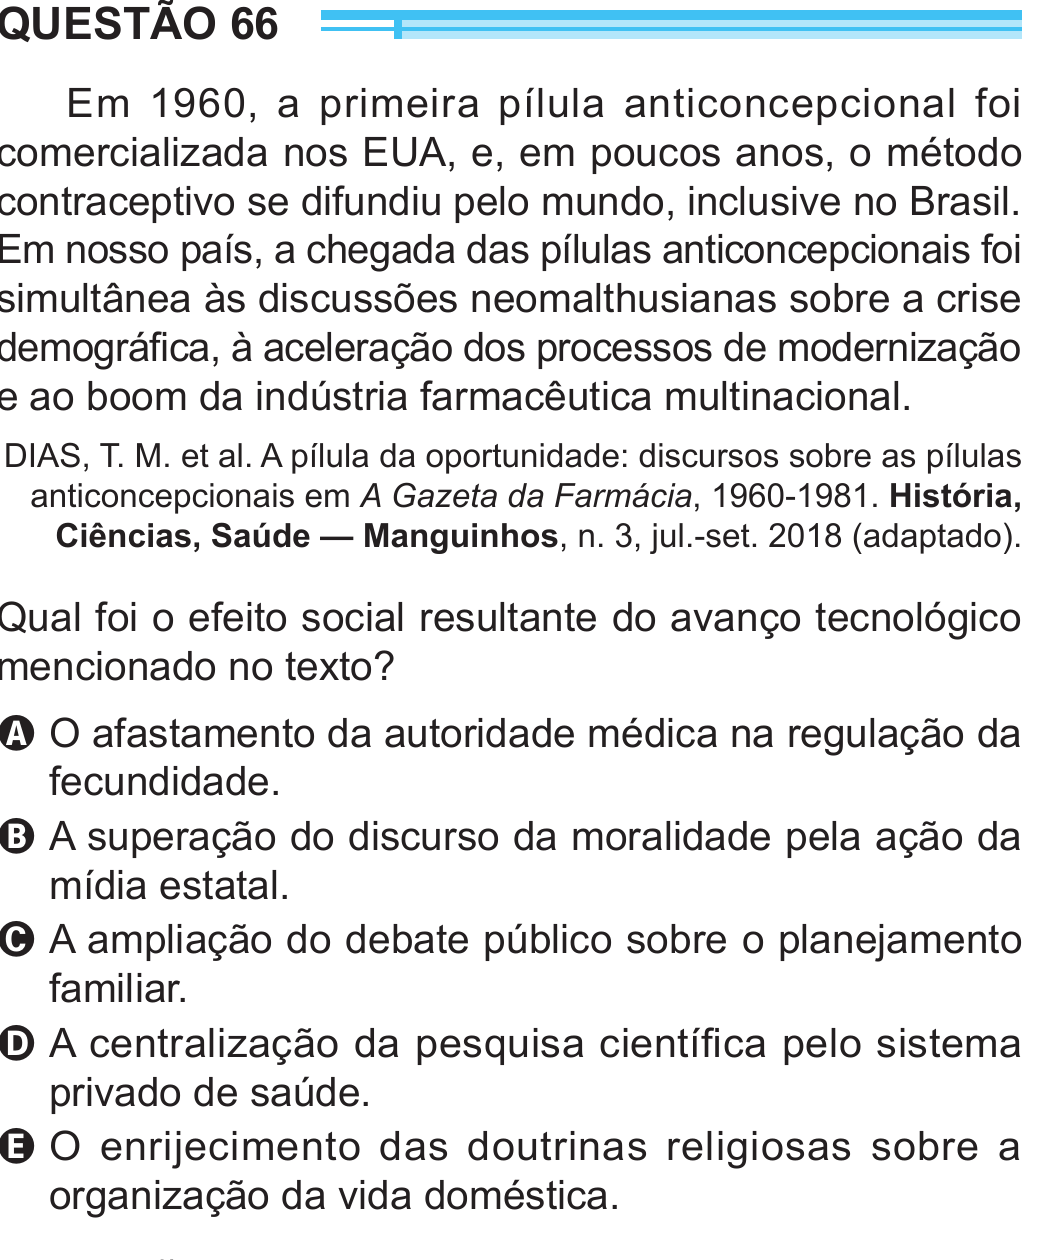 QUESTÃO 66
Em 1960, a primeira pílula anticoncepcional foi
comercializada nos EUA, e, em poucos anos, o método
contraceptivo se difundiu pelo mundo, inclusive no Brasil.
Em nosso país, a chegada das pílulas anticoncepcionais foi
simultânea às discussões neomalthusianas sobre a crise
demográfica, à aceleração dos processos de modernização
e ao boom da indústria farmacêutica multinacional.
DIAS, T. M. et al. A pílula da oportunidade: discursos sobre as pílulas
anticoncepcionais em A Gazeta da Farmácia, 1960-1981. História,
Ciências, Saúde — Manguinhos, n. 3, jul.-set. 2018 (adaptado).
Qual foi o efeito social resultante do avanço tecnológico
mencionado no texto?
A O afastamento da autoridade médica na regulação da
fecundidade.
B A superação do discurso da moralidade pela ação da
mídia estatal.
C A ampliação do debate público sobre o planejamento
familiar.
D A centralização da pesquisa científica pelo sistema
privado de saúde.
E O enrijecimento das doutrinas religiosas sobre a
organização da vida doméstica.